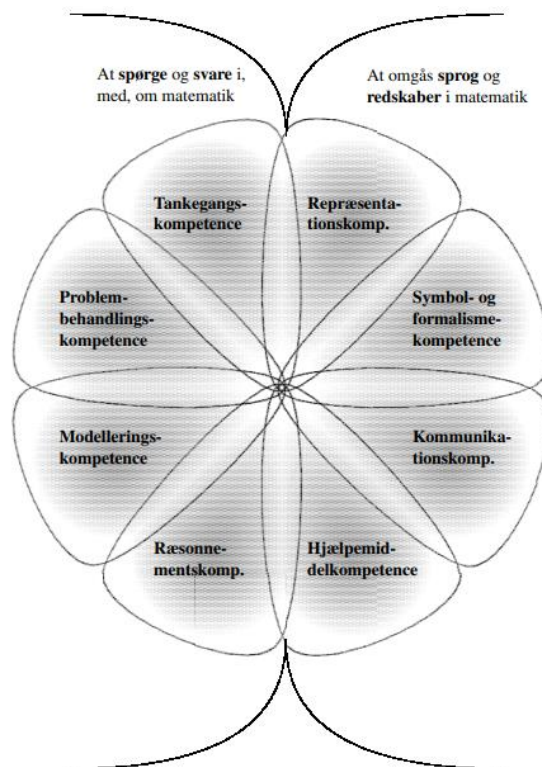 At spørge og svare i,
med, om matematik
At omgås sprog og
redskaber i matematik
Tankegangs-
kompetence
Repræsenta-
tionskomp.
Problem-
behandlings-
kompetence
Symbol- og
formalisme-
kompetence
Modellerings-
kompetence
Kommunika-
tionskomp.
Ræsonne-
mentskomp.
Hjælpemid-
delkompetence